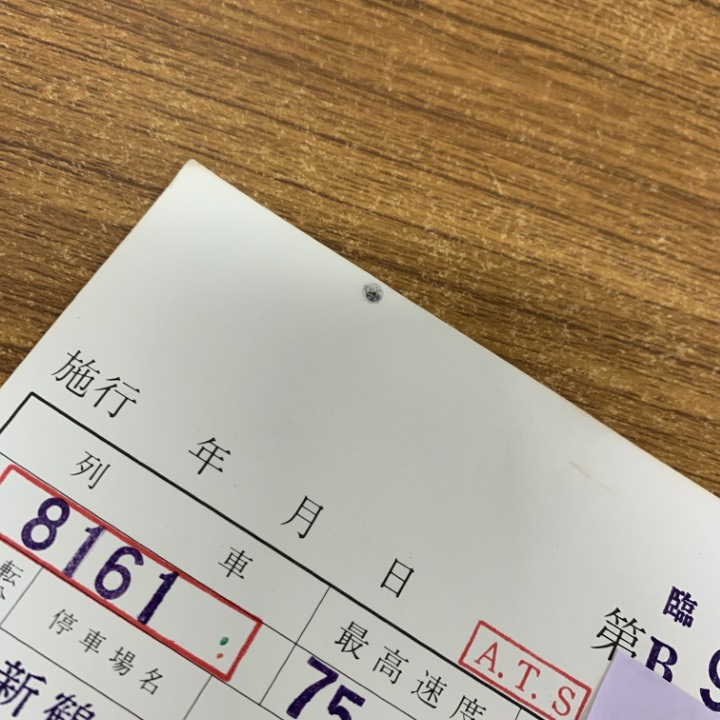 臨
施行 年 月 日 第B
列車 最高速度 A.T.S
8161 75
停車場名
新鶴